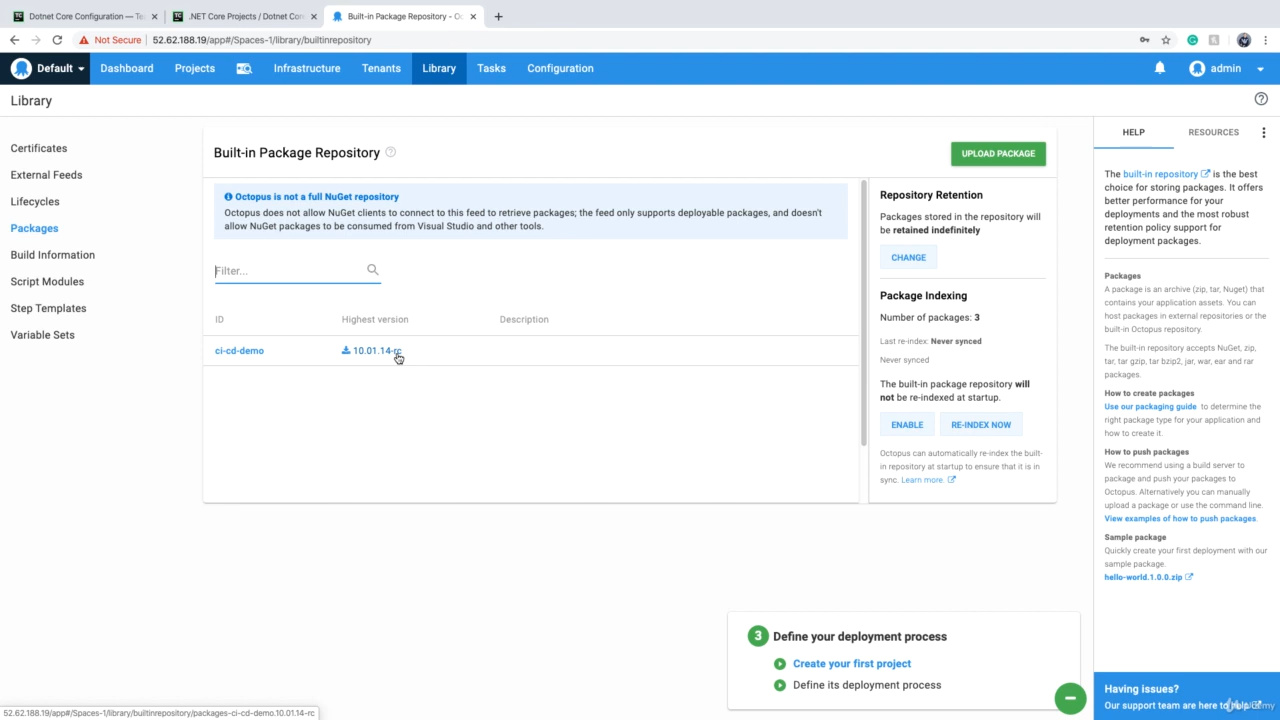 Dotnet Core Configuration — Te
.NET Core Projects / Dotnet Con
Built-in Package Repository - Oc
Not Secure
52.62.188.19/app#/Spaces-1/library/builtinrepository
Default
Dashboard
Projects
Infrastructure
Tenants
Library
Tasks
Configuration
admin
Library
Certificates
External Feeds
Lifecycles
Packages
Build Information
Script Modules
Step Templates
Variable Sets
Built-in Package Repository
UPLOAD PACKAGE
Octopus is not a full NuGet repository
Octopus does not allow NuGet clients to connect to this feed to retrieve packages; the feed only supports deployable packages, and doesn't
allow NuGet packages to be consumed from Visual Studio and other tools.
Filter...
ID
Highest version
Description
ci-cd-demo
10.01.14-rc
Repository Retention
Packages stored in the repository will
be retained indefinitely
CHANGE
Package Indexing
Number of packages: 3
Last re-index: Never synced
Never synced
The built-in package repository will
not be re-indexed at startup.
ENABLE
RE-INDEX NOW
Octopus can automatically re-index the built-
in repository at startup to ensure that it is in
sync. Learn more.
HELP
RESOURCES
The built-in repository is the best
choice for storing packages. It offers
better performance for your
deployments and the most robust
retention policy support for
deployment packages.
Packages
A package is an archive (zip, tar, Nuget) that
contains your application assets. You can
host packages in external repositories or the
built-in Octopus repository.
The built-in repository accepts NuGet, zip,
tar, tar gzip, tar bzip2, jar, war, ear and rar
packages.
How to create packages
Use our packaging guide to determine the
right package type for your application and
how to create it.
How to push packages
We recommend using a build server to
package and push your packages to
Octopus. Alternatively you can manually
upload a package or use the command line.
View examples of how to push packages.
Sample package
Quickly create your first deployment with our
sample package.
hello-world.1.0.0.zip
3
Define your deployment process
Create your first project
Define its deployment process
Having issues?
Our support team are here to help
52.62.188.19/app#/Spaces-1/library/builtinrepository/packages-ci-cd-demo.10.01.14-rc